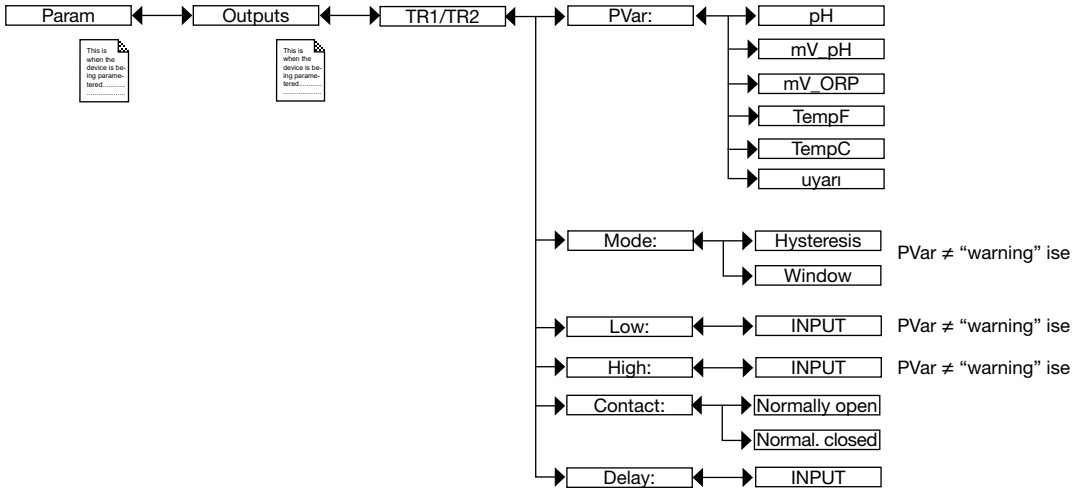 Param
Outputs
TR1/TR2
PVar:
pH
This is
when the
device is be-
ing parame-
tered...........
....................
This is
when the
device is be-
ing parame-
tered...........
....................
mV_pH
mV_ORP
TempF
TempC
uyarı
Mode:
Hysteresis
PVar ≠ “warning” ise
Window
Low:
INPUT
PVar ≠ “warning” ise
High:
INPUT
PVar ≠ “warning” ise
Contact:
Normally open
Normal. closed
Delay:
INPUT